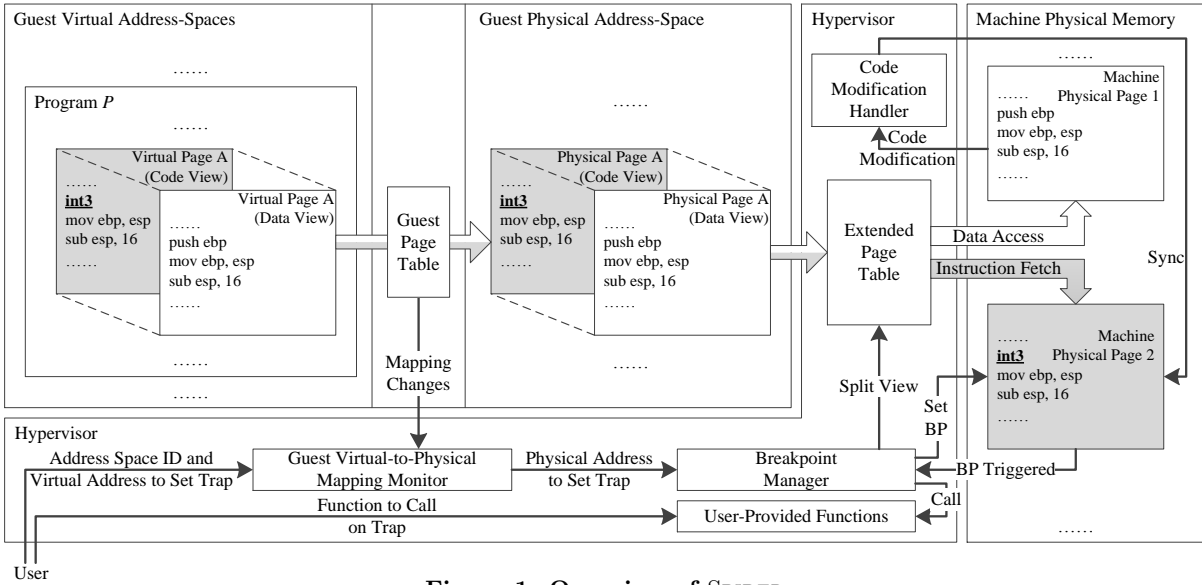 Guest Virtual Address-Spaces
Guest Physical Address-Space
Hypervisor
Machine Physical Memory
……
Program P
……
Virtual Page A
(Code View)
……
int3
mov ebp, esp
sub esp, 16
……
Virtual Page A
(Data View)
……
push ebp
mov ebp, esp
sub esp, 16
……
……
……
Guest
Page
Table
Mapping
Changes
……
Physical Page A
(Code View)
……
int3
mov ebp, esp
sub esp, 16
……
Physical Page A
(Data View)
……
push ebp
mov ebp, esp
sub esp, 16
……
……
Code
Modification
Handler
Code
Modification
Extended
Page
Table
Data Access
Instruction Fetch
Split View
Set
BP
……
Machine
Physical Page 1
……
push ebp
mov ebp, esp
sub esp, 16
……
Sync
Machine
Physical Page 2
……
int3
mov ebp, esp
sub esp, 16
……
BP Triggered
……
Hypervisor
Address Space ID and
Virtual Address to Set Trap
Guest Virtual-to-Physical
Mapping Monitor
Physical Address
to Set Trap
Breakpoint
Manager
Call
Function to Call
on Trap
User-Provided Functions
User